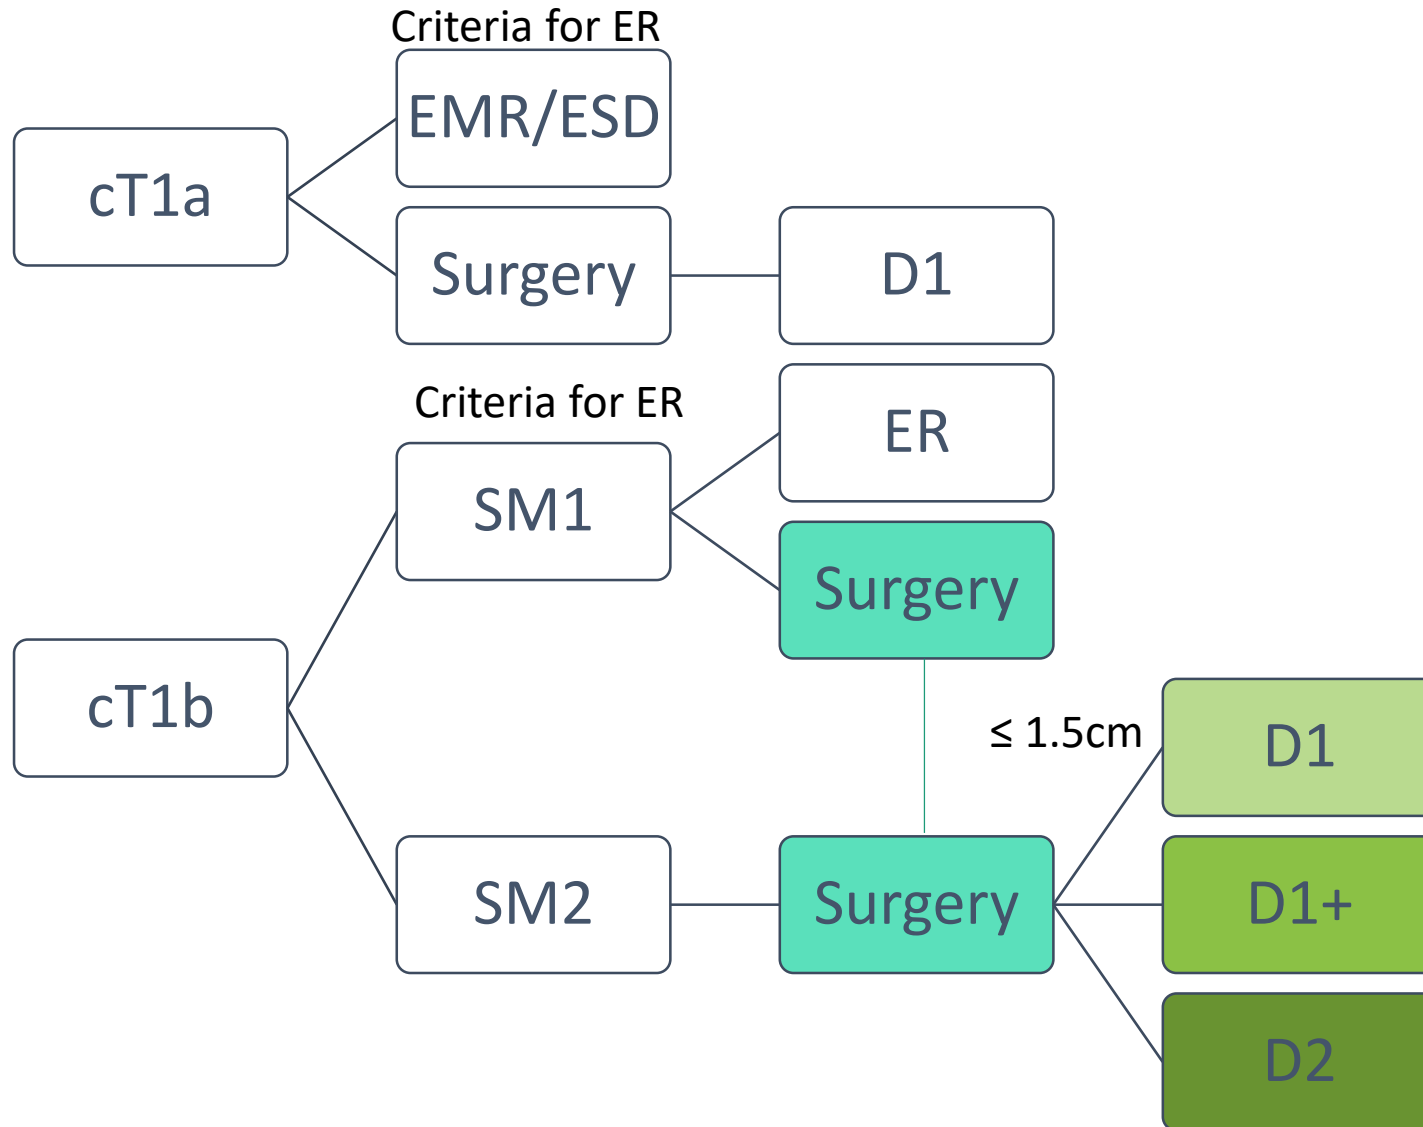 Criteria for ER
EMR/ESD
cT1a
Surgery
D1
Criteria for ER
ER
SM1
Surgery
cT1b
≤ 1.5cm
D1
SM2
Surgery
D1+
D2